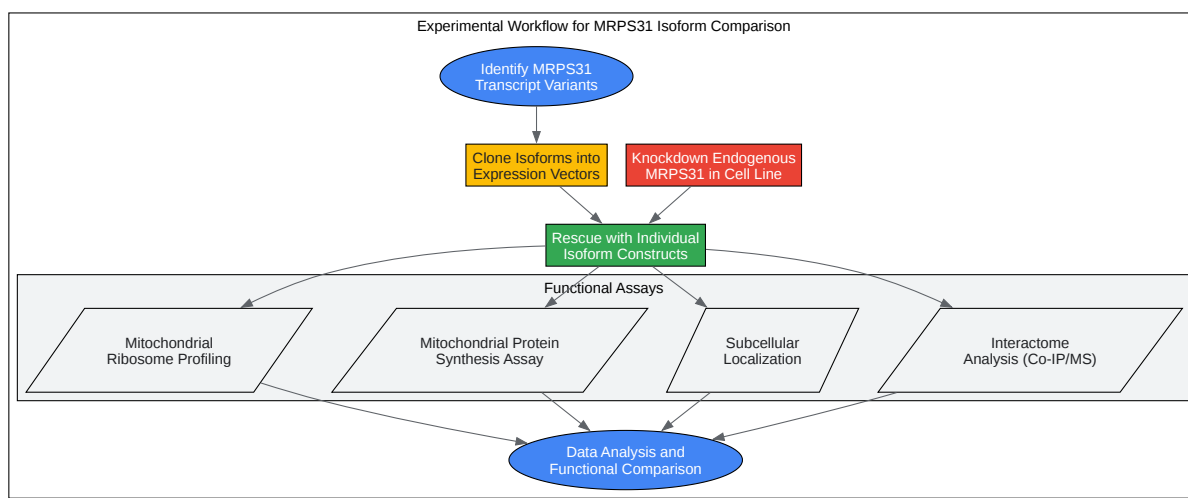 Experimental Workflow for MRPS31 Isoform Comparison
Identify MRPS31
Transcript Variants
Clone Isoforms into
Expression Vectors
Knockdown Endogenous
MRPS31 in Cell Line
Rescue with Individual
Isoform Constructs
Functional Assays
Mitochondrial
Ribosome Profiling
Mitochondrial Protein
Synthesis Assay
Subcellular
Localization
Interactome
Analysis (Co-IP/MS)
Data Analysis and
Functional Comparison